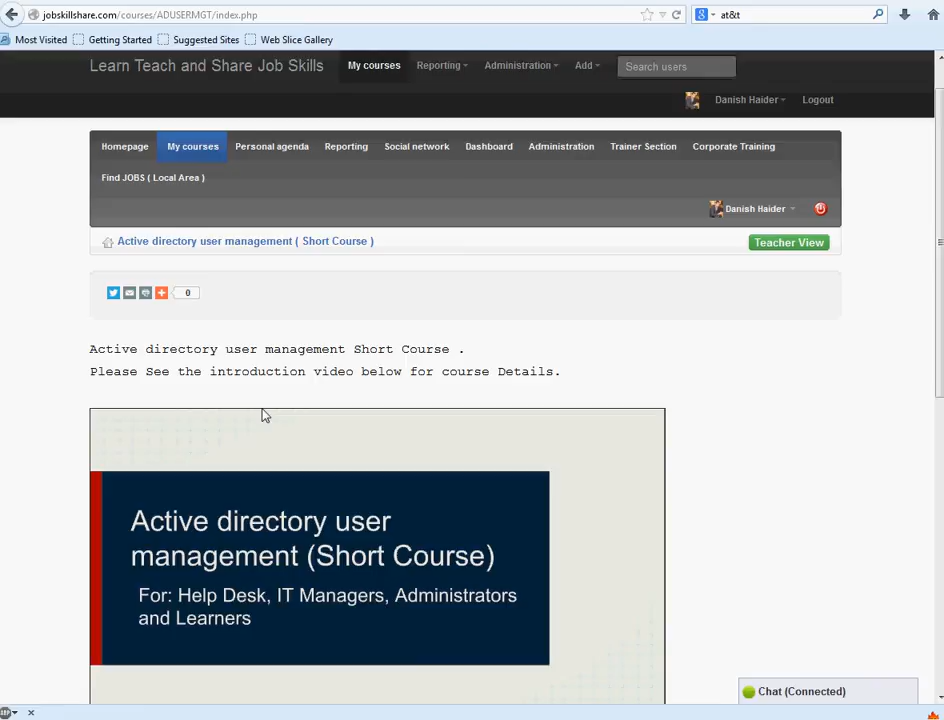 jobskillshare.com/courses/ADUSERMGT/index.php
at&t
Most Visited Getting Started Suggested Sites Web Slice Gallery
Learn Teach and Share Job Skills My courses Reporting Administration Add Search users
Danish Haider Logout
Homepage My courses Personal agenda Reporting Social network Dashboard Administration Trainer Section Corporate Training
Find JOBS ( Local Area )
Danish Haider
Active directory user management ( Short Course ) Teacher View
0
Active directory user management Short Course .
Please See the introduction video below for course Details.
Active directory user
management (Short Course)
For: Help Desk, IT Managers, Administrators
and Learners
Chat (Connected)